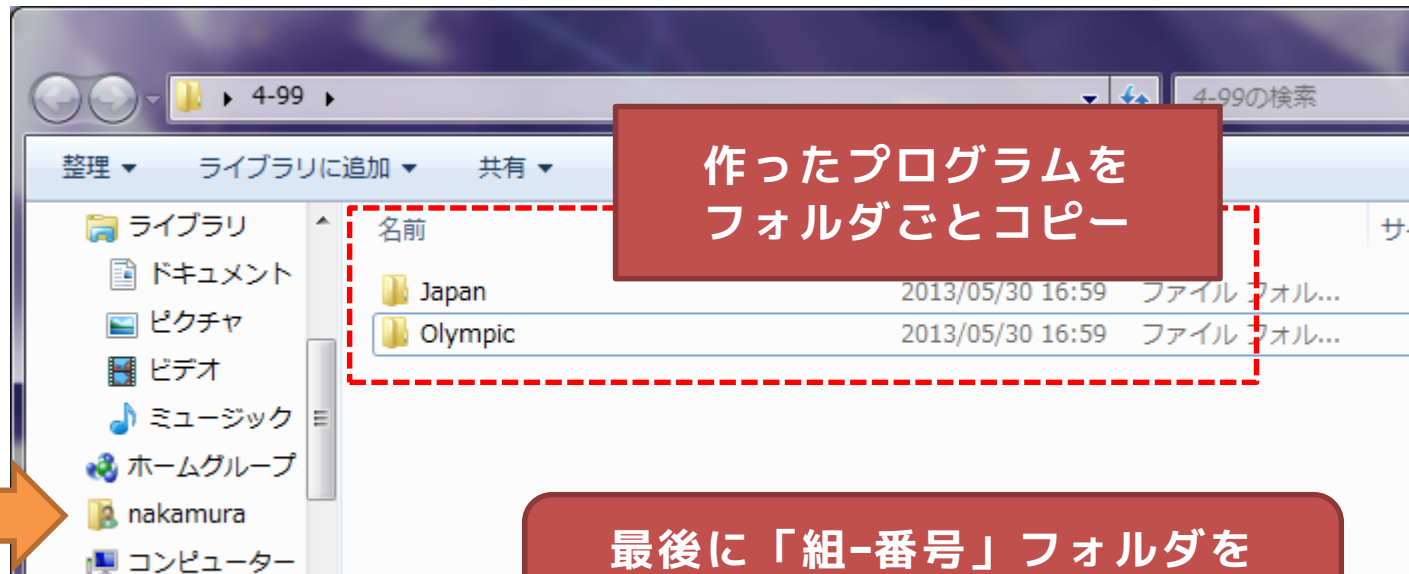 4-99
4-99の検索
作ったプログラムを
フォルダごとコピー
整理
ライブラリに追加
共有
ライブラリ
ドキュメント
ピクチャ
ビデオ
ミュージック
ホームグループ
nakamura
コンピューター
名前
Japan 2013/05/30 16:59 ファイル フォル...
Olympic 2013/05/30 16:59 ファイル フォル...
最後に「組-番号」フォルダを